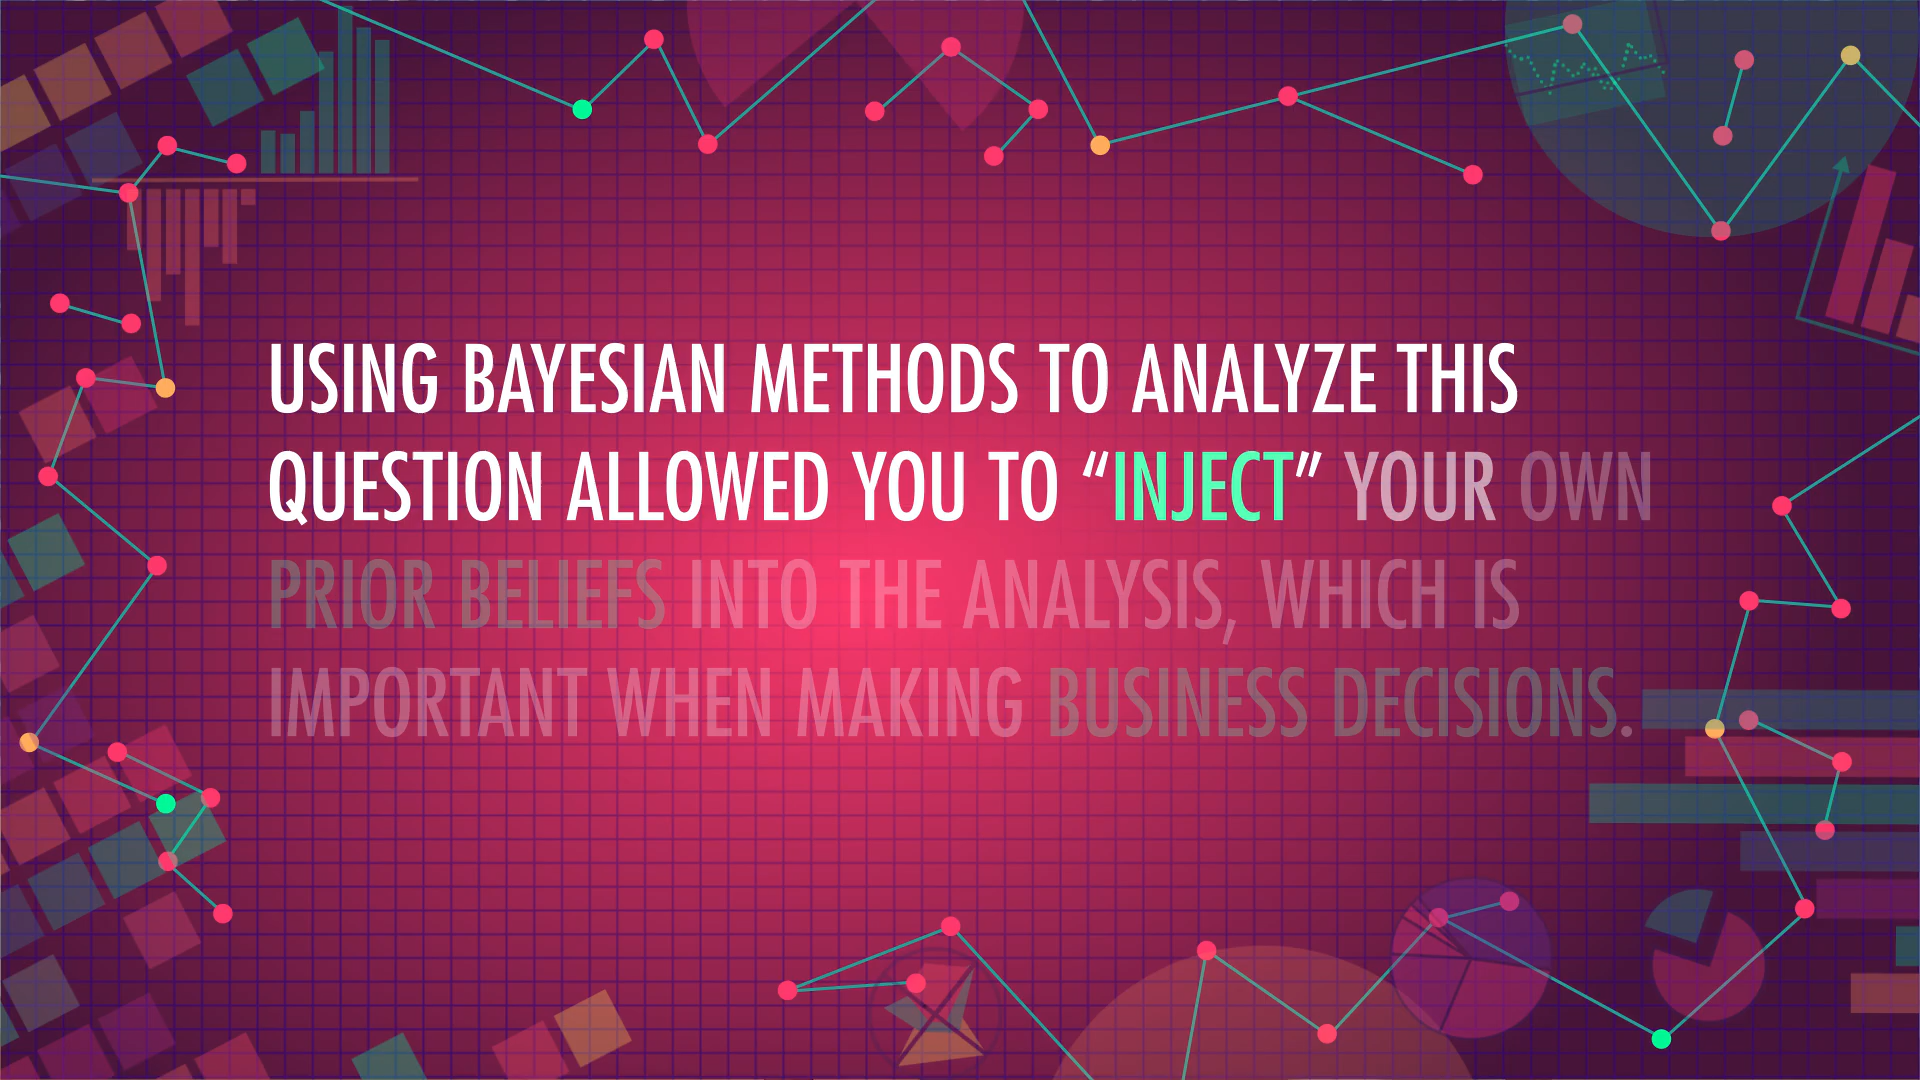 USING BAYESIAN METHODS TO ANALYZE THIS
QUESTION ALLOWED YOU TO “INJECT” YOUR OWN
PRIOR BELIEFS INTO THE ANALYSIS, WHICH IS
IMPORTANT WHEN MAKING BUSINESS DECISIONS.